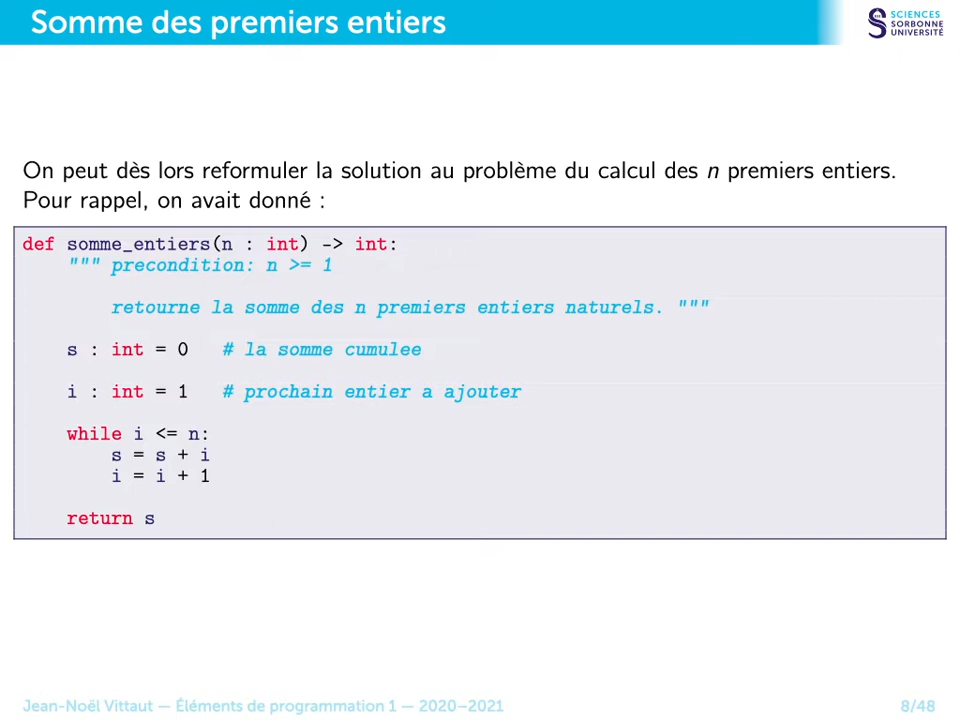 Somme des premiers entiers
SCIENCES
SORBONNE
UNIVERSITÉ
On peut dès lors reformuler la solution au problème du calcul des n premiers entiers.
Pour rappel, on avait donné :
def somme_entiers(n : int) -> int:
    """ precondition: n >= 1
        retourne la somme des n premiers entiers naturels. """
    s : int = 0   # la somme cumulee
    i : int = 1   # prochain entier a ajouter
    while i <= n:
        s = s + i
        i = i + 1
    return s
Jean-Noël Vittaut — Éléments de programmation 1 — 2020–2021
8/48